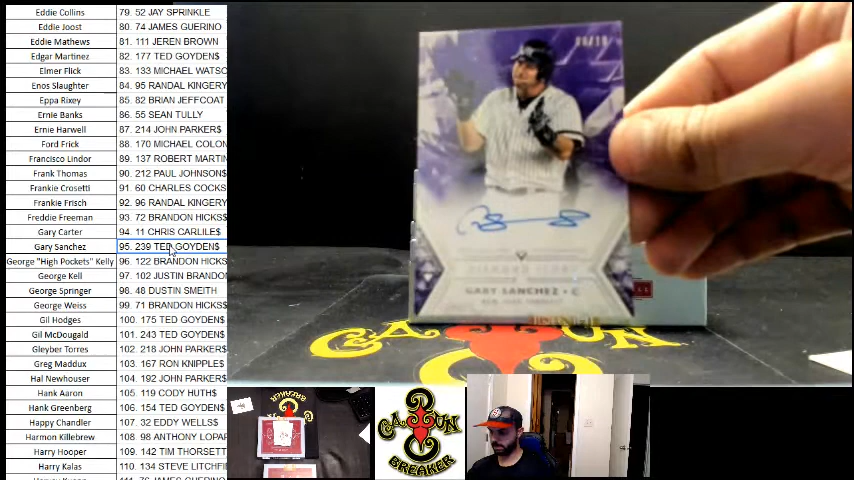 Eddie Collins 79. 52 JAY SPRINKLE
Eddie Joost 80. 74 JAMES GUERINO
Eddie Mathews 81. 111 JEREN BROWN
Edgar Martinez 82. 177 TED GOYDEN$
Elmer Flick 83. 133 MICHAEL WATSO
Enos Slaughter 84. 95 RANDAL KINGERY
Eppa Rixey 85. 82 BRIAN JEFFCOAT
Ernie Banks 86. 55 SEAN TULLY
Ernie Harwell 87. 214 JOHN PARKER$
Ford Frick 88. 170 MICHAEL COLON
Francisco Lindor 89. 137 ROBERT MARTIN
Frank Thomas 90. 212 PAUL JOHNSON$
Frankie Crosetti 91. 60 CHARLES COCKS
Frankie Frisch 92. 96 RANDAL KINGERY
Freddie Freeman 93. 72 BRANDON HICKS$
Gary Carter 94. 11 CHRIS CARLILE$
Gary Sanchez 95. 239 TED GOYDEN$
George "High Pockets" Kelly 96. 122 BRANDON HICKS
George Kell 97. 102 JUSTIN BRANDO
George Springer 98. 48 DUSTIN SMEITH
George Weiss 99. 71 BRANDON HICKS$
Gil Hodges 100. 175 TED GOYDEN$
Gil McDougald 101. 243 TED GOYDEN$
Gleyber Torres 102. 218 JOHN PARKER$
Greg Maddux 103. 167 RON KNIPPLE$
Hal Newhouser 104. 192 JOHN PARKER$
Hank Aaron 105. 119 CODY HUTH$
Hank Greenberg 106. 154 TED GOYDEN$
Happy Chandler 107. 32 EDDY WELLS$
Harmon Killebrew 108. 98 ANTHONY LOPAR
Harry Hooper 109. 142 TIM THORSETT
Harry Kalas 110. 134 STEVE LITCHFI
111. 76 JAMES GUERINO
GARY SANCHEZ • C
NEW YORK YANKEES
CAJUN
BREAKER